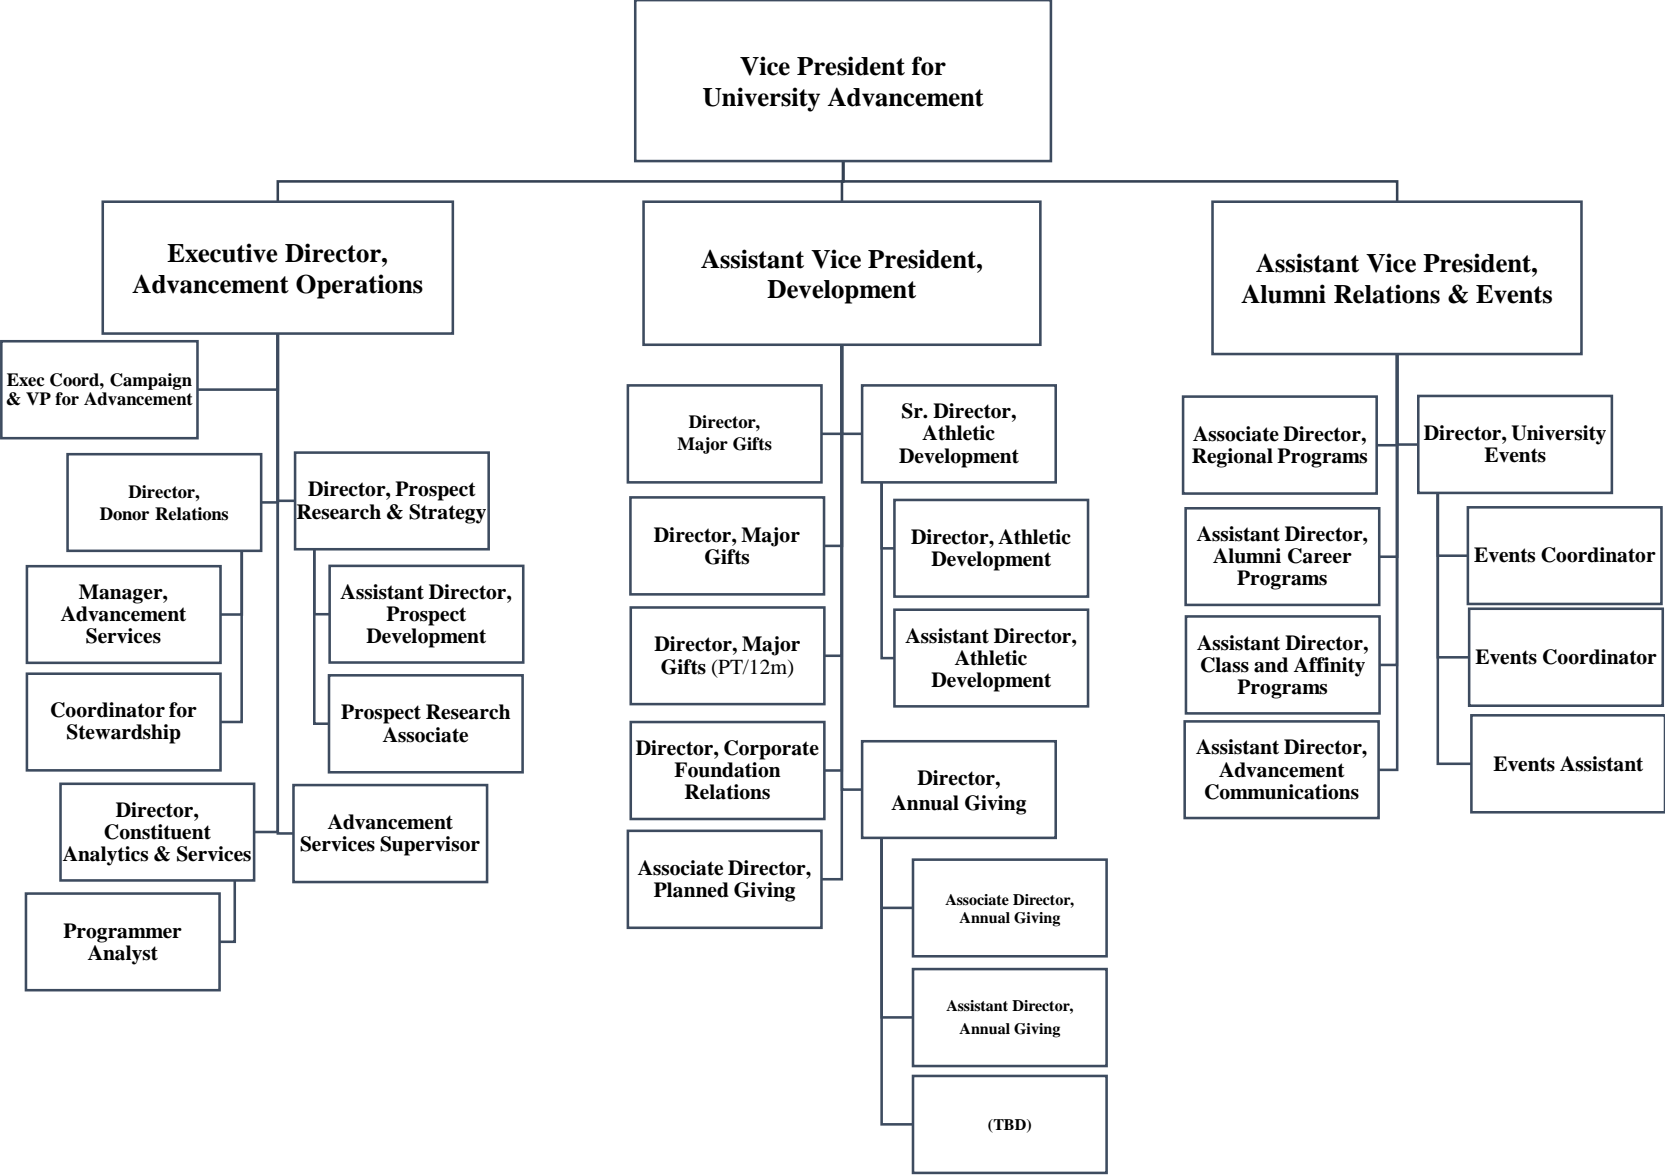 Vice President for
University Advancement
Executive Director,
Advancement Operations
Exec Coord, Campaign
& VP for Advancement
Director,
Donor Relations
Manager,
Advancement
Services
Coordinator for
Stewardship
Director, Prospect
Research & Strategy
Assistant Director,
Prospect
Development
Prospect Research
Associate
Director,
Constituent
Analytics & Services
Programmer
Analyst
Advancement
Services Supervisor
Assistant Vice President,
Development
Director,
Major Gifts
Director, Major
Gifts
Director, Major
Gifts (PT/12m)
Director, Corporate
Foundation
Relations
Associate Director,
Planned Giving
Sr. Director,
Athletic
Development
Director, Athletic
Development
Assistant Director,
Athletic
Development
Director,
Annual Giving
Associate Director,
Annual Giving
Assistant Director,
Annual Giving
(TBD)
Assistant Vice President,
Alumni Relations & Events
Associate Director,
Regional Programs
Assistant Director,
Alumni Career
Programs
Assistant Director,
Class and Affinity
Programs
Assistant Director,
Advancement
Communications
Director, University
Events
Events Coordinator
Events Coordinator
Events Assistant